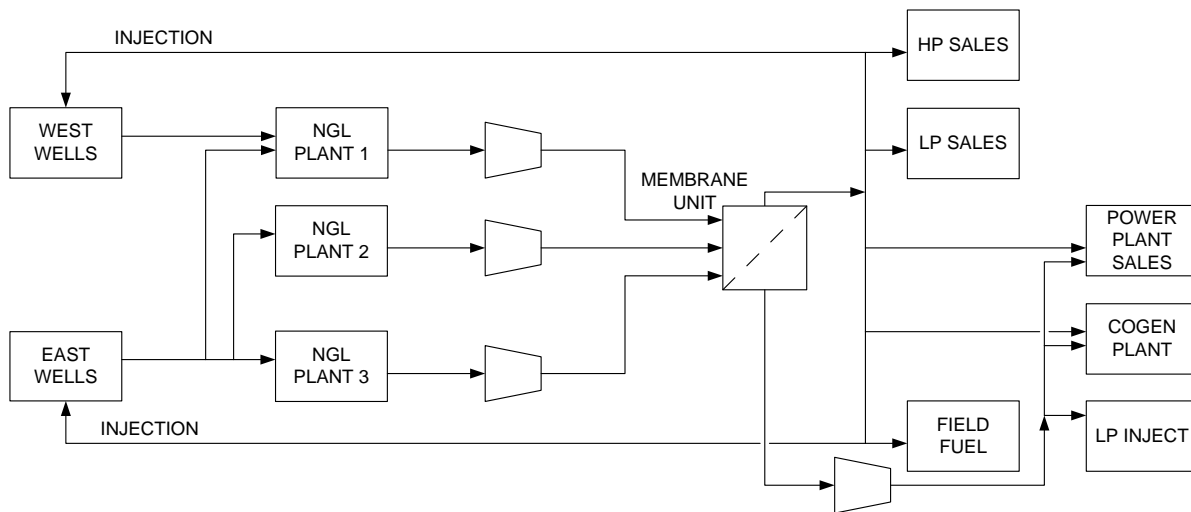 INJECTION
HP SALES
WEST
WELLS
NGL
PLANT 1
LP SALES
MEMBRANE
UNIT
NGL
PLANT 2
POWER
PLANT
SALES
EAST
WELLS
NGL
PLANT 3
COGEN
PLANT
INJECTION
FIELD
FUEL
LP INJECT